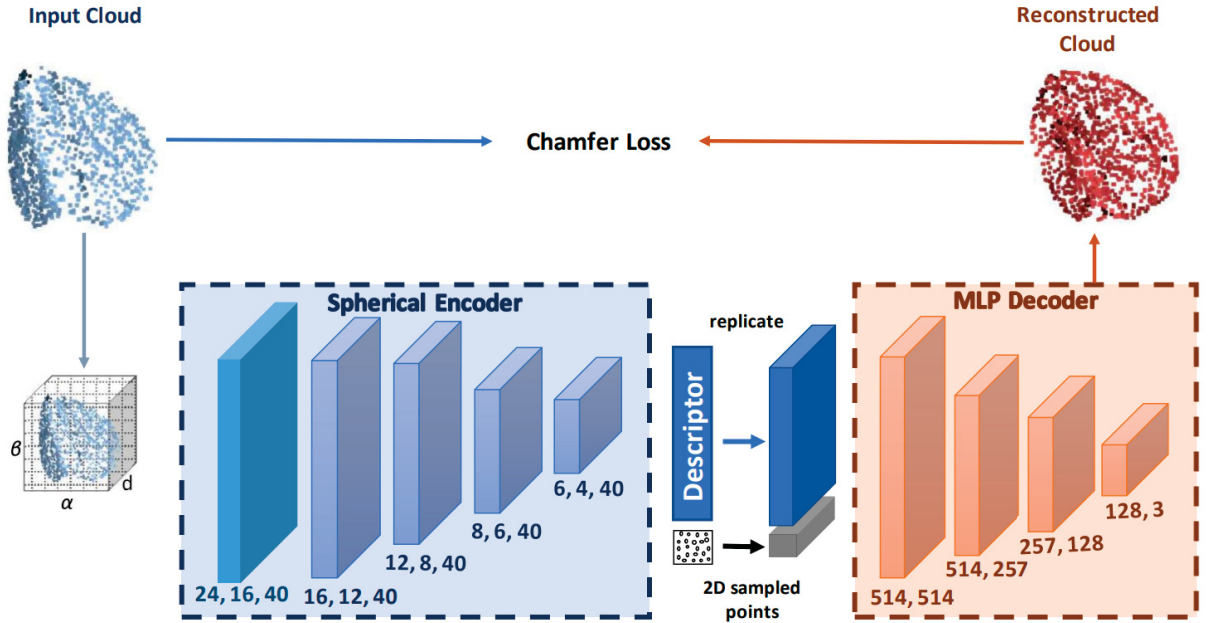 Input Cloud
Reconstructed
Cloud
Chamfer Loss
Spherical Encoder
MLP Decoder
replicate
Descriptor
β
α
d
24, 16, 40
16, 12, 40
12, 8, 40
8, 6, 40
6, 4, 40
2D sampled
points
514, 514
514, 257
257, 128
128, 3